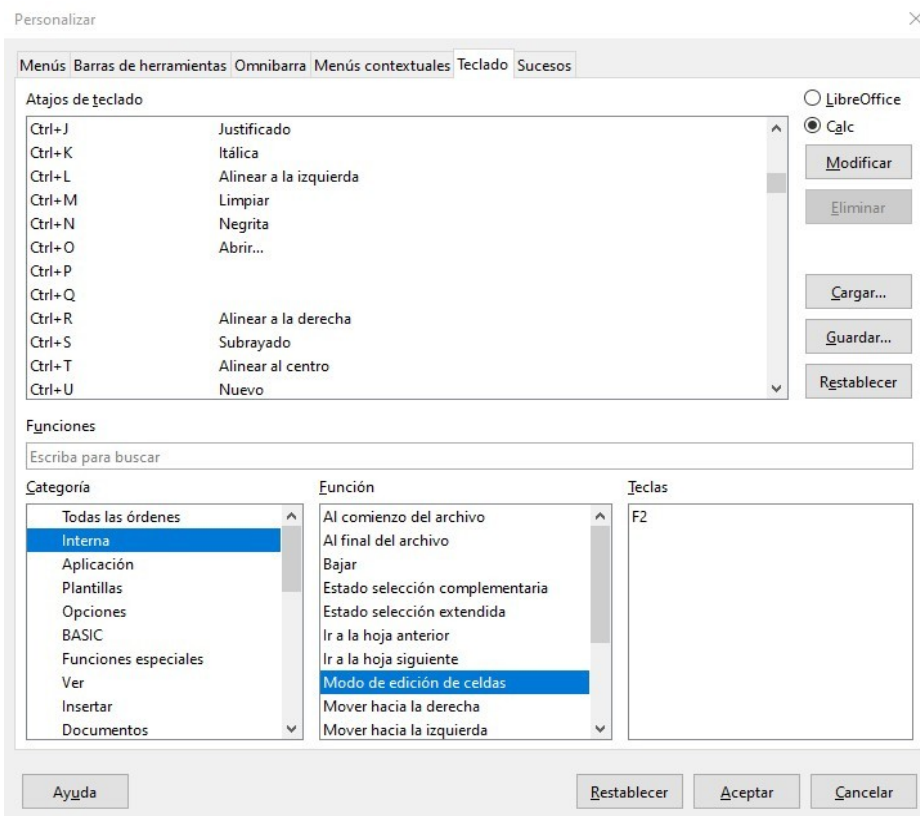 Personalizar
Menús Barras de herramientas Omnibarra Menús contextuales Teclado Sucesos
Atajos de teclado
LibreOffice
Calc
Ctrl+J Justificado
Ctrl+K Itálica
Ctrl+L Alinear a la izquierda
Ctrl+M Limpiar
Ctrl+N Negrita
Ctrl+O Abrir...
Ctrl+P
Ctrl+Q
Ctrl+R Alinear a la derecha
Ctrl+S Subrayado
Ctrl+T Alinear al centro
Ctrl+U Nuevo
Modificar
Eliminar
Cargar...
Guardar...
Restablecer
Funciones
Escriba para buscar
Categoría
Todas las órdenes
Interna
Aplicación
Plantillas
Opciones
BASIC
Funciones especiales
Ver
Insertar
Documentos
Función
Al comienzo del archivo
Al final del archivo
Bajar
Estado selección complementaria
Estado selección extendida
Ir a la hoja anterior
Ir a la hoja siguiente
Modo de edición de celdas
Mover hacia la derecha
Mover hacia la izquierda
Teclas
F2
Ayuda Restablecer Aceptar Cancelar